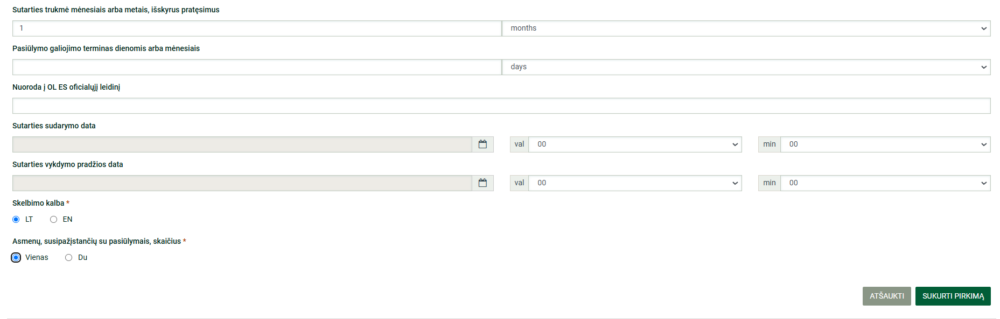 Sutarties trukmė mėnesiais arba metais, išskyrus pratęsimus
1 months
Pasiūlymo galiojimo terminas dienomis arba mėnesiais
days
Nuoroda į OL ES oficialųjį leidinį
Sutarties sudarymo data
val 00 min 00
Sutarties vykdymo pradžios data
val 00 min 00
Skelbimo kalba *
LT EN
Asmenų, susipažįstančių su pasiūlymais, skaičius *
Vienas Du
ATŠAUKTI SUKURTI PIRKIMĄ